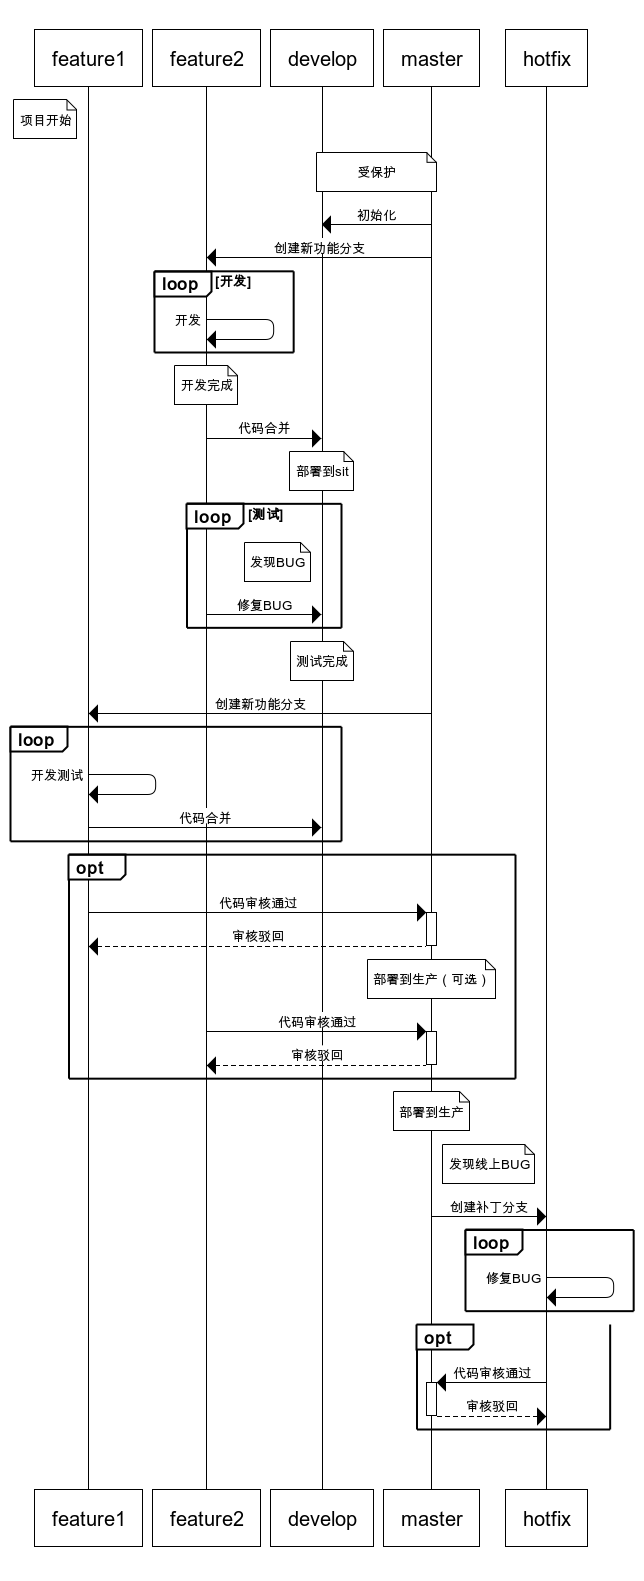 feature1
feature2
develop
master
hotfix
项目开始
受保护
初始化
创建新功能分支
loop
[开发]
开发
开发完成
代码合并
部署到sit
loop
[测试]
发现BUG
修复BUG
测试完成
创建新功能分支
loop
开发测试
代码合并
opt
代码审核通过
审核驳回
部署到生产（可选）
代码审核通过
审核驳回
部署到生产
发现线上BUG
创建补丁分支
loop
修复BUG
opt
代码审核通过
审核驳回
feature1
feature2
develop
master
hotfix